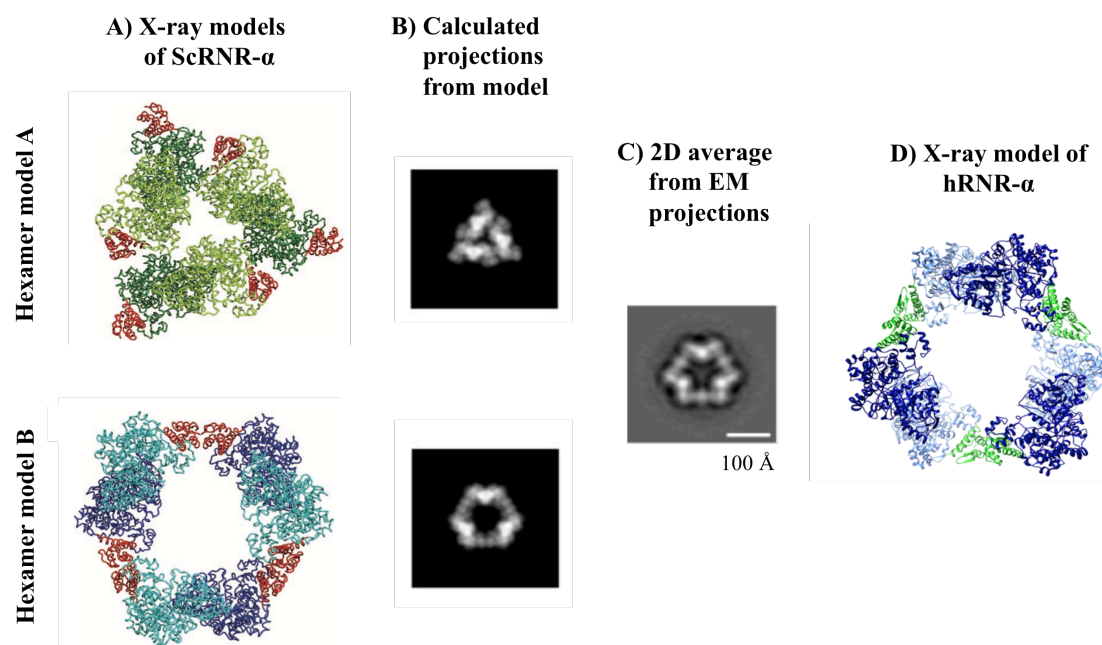 A) X-ray models
of ScRNR-α
B) Calculated
projections
from model
C) 2D average
from EM
projections
D) X-ray model of
hRNR-α
Hexamer model A
Hexamer model B
100 Å